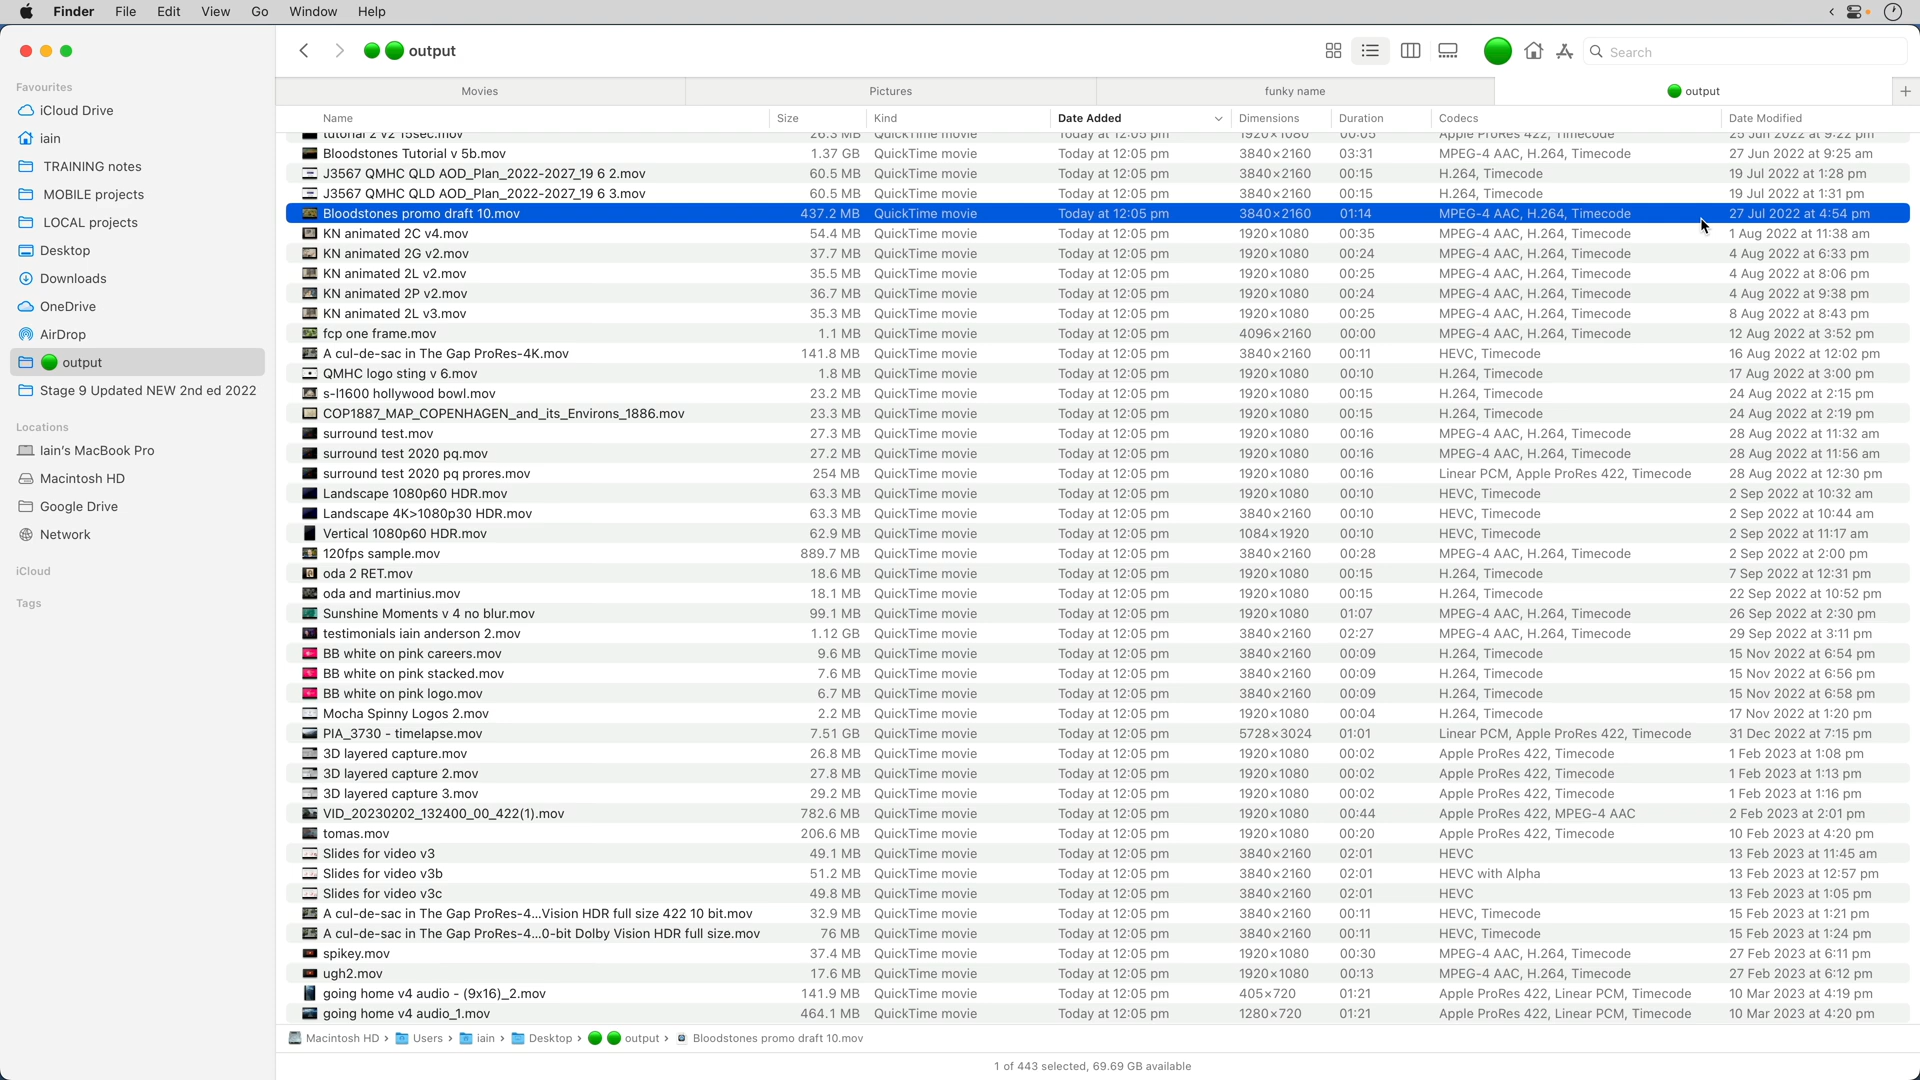 Finder File Edit View Go Window Help
output
Search
Movies Pictures funky name output
Favourites
iCloud Drive
iain
TRAINING notes
MOBILE projects
LOCAL projects
Desktop
Downloads
OneDrive
AirDrop
output
Stage 9 Updated NEW 2nd ed 2022
Locations
Iain's MacBook Pro
Macintosh HD
Google Drive
Network
iCloud
Tags
Name Size Kind Date Added Dimensions Duration Codecs Date Modified
tutorial 2 v2 15sec.mov 26.3 MB QuickTime movie Today at 12:05 pm 1920×1080 00:05 Apple ProRes 422, Timecode 25 Jun 2022 at 9:22 pm
Bloodstones Tutorial v 5b.mov 1.37 GB QuickTime movie Today at 12:05 pm 3840×2160 03:31 MPEG-4 AAC, H.264, Timecode 27 Jun 2022 at 9:25 am
J3567 QMHC QLD AOD_Plan_2022-2027_19 6 2.mov 60.5 MB QuickTime movie Today at 12:05 pm 3840×2160 00:15 H.264, Timecode 19 Jul 2022 at 1:28 pm
J3567 QMHC QLD AOD_Plan_2022-2027_19 6 3.mov 60.5 MB QuickTime movie Today at 12:05 pm 3840×2160 00:15 H.264, Timecode 19 Jul 2022 at 1:31 pm
Bloodstones promo draft 10.mov 437.2 MB QuickTime movie Today at 12:05 pm 3840×2160 01:14 MPEG-4 AAC, H.264, Timecode 27 Jul 2022 at 4:54 pm
KN animated 2C v4.mov 54.4 MB QuickTime movie Today at 12:05 pm 1920×1080 00:35 MPEG-4 AAC, H.264, Timecode 1 Aug 2022 at 11:38 am
KN animated 2G v2.mov 37.7 MB QuickTime movie Today at 12:05 pm 1920×1080 00:24 MPEG-4 AAC, H.264, Timecode 4 Aug 2022 at 6:33 pm
KN animated 2L v2.mov 35.5 MB QuickTime movie Today at 12:05 pm 1920×1080 00:25 MPEG-4 AAC, H.264, Timecode 4 Aug 2022 at 8:06 pm
KN animated 2P v2.mov 36.7 MB QuickTime movie Today at 12:05 pm 1920×1080 00:24 MPEG-4 AAC, H.264, Timecode 4 Aug 2022 at 9:38 pm
KN animated 2L v3.mov 35.3 MB QuickTime movie Today at 12:05 pm 1920×1080 00:25 MPEG-4 AAC, H.264, Timecode 8 Aug 2022 at 8:43 pm
fcp one frame.mov 1.1 MB QuickTime movie Today at 12:05 pm 4096×2160 00:00 MPEG-4 AAC, H.264, Timecode 12 Aug 2022 at 3:52 pm
A cul-de-sac in The Gap ProRes-4K.mov 141.8 MB QuickTime movie Today at 12:05 pm 3840×2160 00:11 HEVC, Timecode 16 Aug 2022 at 12:02 pm
QMHC logo sting v 6.mov 1.8 MB QuickTime movie Today at 12:05 pm 1920×1080 00:10 H.264, Timecode 17 Aug 2022 at 3:00 pm
s-l1600 hollywood bowl.mov 23.2 MB QuickTime movie Today at 12:05 pm 1920×1080 00:15 H.264, Timecode 24 Aug 2022 at 2:15 pm
COP1887_MAP_COPENHAGEN_and_its_Environs_1886.mov 23.3 MB QuickTime movie Today at 12:05 pm 1920×1080 00:15 H.264, Timecode 24 Aug 2022 at 2:19 pm
surround test.mov 27.3 MB QuickTime movie Today at 12:05 pm 1920×1080 00:16 MPEG-4 AAC, H.264, Timecode 28 Aug 2022 at 11:32 am
surround test 2020 pq.mov 27.2 MB QuickTime movie Today at 12:05 pm 1920×1080 00:16 MPEG-4 AAC, H.264, Timecode 28 Aug 2022 at 11:56 am
surround test 2020 pq prores.mov 254 MB QuickTime movie Today at 12:05 pm 1920×1080 00:16 Linear PCM, Apple ProRes 422, Timecode 28 Aug 2022 at 12:30 pm
Landscape 1080p60 HDR.mov 63.3 MB QuickTime movie Today at 12:05 pm 1920×1080 00:10 HEVC, Timecode 2 Sep 2022 at 10:32 am
Landscape 4K>1080p30 HDR.mov 63.3 MB QuickTime movie Today at 12:05 pm 3840×2160 00:10 HEVC, Timecode 2 Sep 2022 at 10:44 am
Vertical 1080p60 HDR.mov 62.9 MB QuickTime movie Today at 12:05 pm 1084×1920 00:10 HEVC, Timecode 2 Sep 2022 at 11:17 am
120fps sample.mov 889.7 MB QuickTime movie Today at 12:05 pm 3840×2160 00:28 MPEG-4 AAC, H.264, Timecode 2 Sep 2022 at 2:00 pm
oda 2 RET.mov 18.6 MB QuickTime movie Today at 12:05 pm 1920×1080 00:15 H.264, Timecode 7 Sep 2022 at 12:31 pm
oda and martinius.mov 18.1 MB QuickTime movie Today at 12:05 pm 1920×1080 00:15 H.264, Timecode 22 Sep 2022 at 10:52 pm
Sunshine Moments v 4 no blur.mov 99.1 MB QuickTime movie Today at 12:05 pm 1920×1080 01:07 MPEG-4 AAC, H.264, Timecode 26 Sep 2022 at 2:30 pm
testimonials iain anderson 2.mov 1.12 GB QuickTime movie Today at 12:05 pm 3840×2160 02:27 MPEG-4 AAC, H.264, Timecode 29 Sep 2022 at 3:11 pm
BB white on pink careers.mov 9.6 MB QuickTime movie Today at 12:05 pm 3840×2160 00:09 H.264, Timecode 15 Nov 2022 at 6:54 pm
BB white on pink stacked.mov 7.6 MB QuickTime movie Today at 12:05 pm 3840×2160 00:09 H.264, Timecode 15 Nov 2022 at 6:56 pm
BB white on pink logo.mov 6.7 MB QuickTime movie Today at 12:05 pm 3840×2160 00:09 H.264, Timecode 15 Nov 2022 at 6:58 pm
Mocha Spinny Logos 2.mov 2.2 MB QuickTime movie Today at 12:05 pm 1920×1080 00:04 H.264, Timecode 17 Nov 2022 at 1:20 pm
PIA_3730 - timelapse.mov 7.51 GB QuickTime movie Today at 12:05 pm 5728×3024 01:01 Linear PCM, Apple ProRes 422, Timecode 31 Dec 2022 at 7:15 pm
3D layered capture.mov 26.8 MB QuickTime movie Today at 12:05 pm 1920×1080 00:02 Apple ProRes 422, Timecode 1 Feb 2023 at 1:08 pm
3D layered capture 2.mov 27.8 MB QuickTime movie Today at 12:05 pm 1920×1080 00:02 Apple ProRes 422, Timecode 1 Feb 2023 at 1:13 pm
3D layered capture 3.mov 29.2 MB QuickTime movie Today at 12:05 pm 1920×1080 00:02 Apple ProRes 422, Timecode 1 Feb 2023 at 1:16 pm
VID_20230202_132400_00_422(1).mov 782.6 MB QuickTime movie Today at 12:05 pm 1920×1080 00:44 Apple ProRes 422, MPEG-4 AAC 2 Feb 2023 at 2:01 pm
tomas.mov 206.6 MB QuickTime movie Today at 12:05 pm 1920×1080 00:20 Apple ProRes 422, Timecode 10 Feb 2023 at 4:20 pm
Slides for video v3 49.1 MB QuickTime movie Today at 12:05 pm 3840×2160 02:01 HEVC 13 Feb 2023 at 11:45 am
Slides for video v3b 51.2 MB QuickTime movie Today at 12:05 pm 3840×2160 02:01 HEVC with Alpha 13 Feb 2023 at 12:57 pm
Slides for video v3c 49.8 MB QuickTime movie Today at 12:05 pm 3840×2160 02:01 HEVC 13 Feb 2023 at 1:05 pm
A cul-de-sac in The Gap ProRes-4...Vision HDR full size 422 10 bit.mov 32.9 MB QuickTime movie Today at 12:05 pm 3840×2160 00:11 HEVC, Timecode 15 Feb 2023 at 1:21 pm
A cul-de-sac in The Gap ProRes-4...0-bit Dolby Vision HDR full size.mov 76 MB QuickTime movie Today at 12:05 pm 3840×2160 00:11 HEVC, Timecode 15 Feb 2023 at 1:24 pm
spikey.mov 37.4 MB QuickTime movie Today at 12:05 pm 1920×1080 00:30 MPEG-4 AAC, H.264, Timecode 27 Feb 2023 at 6:11 pm
ugh2.mov 17.6 MB QuickTime movie Today at 12:05 pm 1920×1080 00:13 MPEG-4 AAC, H.264, Timecode 27 Feb 2023 at 6:12 pm
going home v4 audio - (9x16)_2.mov 141.9 MB QuickTime movie Today at 12:05 pm 405×720 01:21 Apple ProRes 422, Linear PCM, Timecode 10 Mar 2023 at 4:19 pm
going home v4 audio_1.mov 464.1 MB QuickTime movie Today at 12:05 pm 1280×720 01:21 Apple ProRes 422, Linear PCM, Timecode 10 Mar 2023 at 4:20 pm
Macintosh HD › Users › iain › Desktop › output › Bloodstones promo draft 10.mov
1 of 443 selected, 69.69 GB available